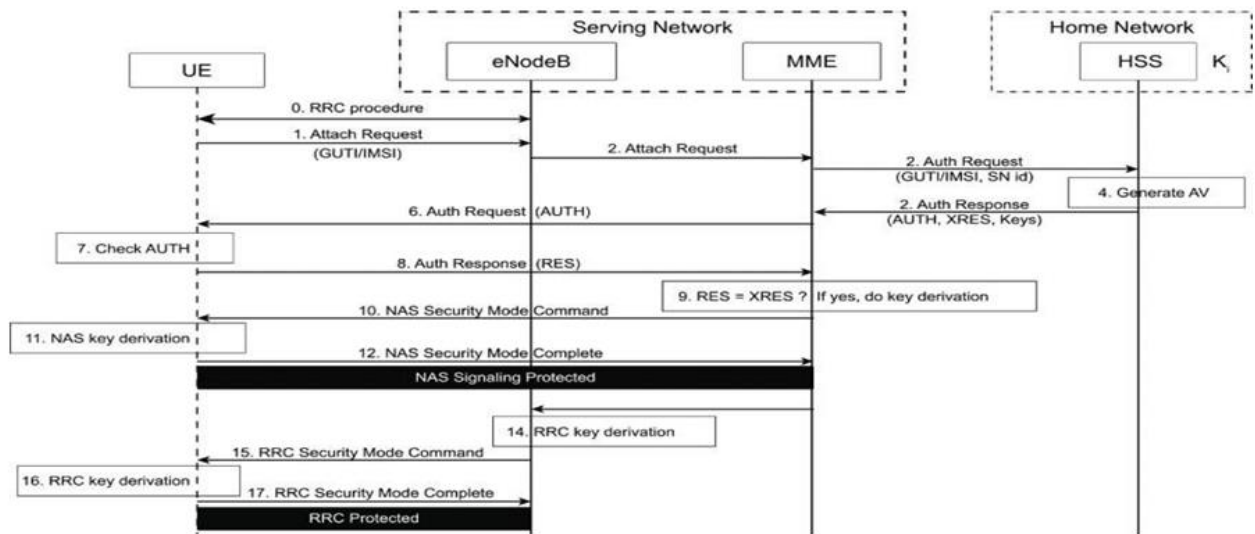 Serving Network
Home Network
UE
eNodeB
MME
HSS
Ki
0. RRC procedure
1. Attach Request
(GUTI/IMSI)
2. Attach Request
2. Auth Request
(GUTI/IMSI, SN id)
4. Generate AV
2. Auth Response
(AUTH, XRES, Keys)
6. Auth Request (AUTH)
7. Check AUTH
8. Auth Response (RES)
9. RES = XRES ? If yes, do key derivation
10. NAS Security Mode Command
11. NAS key derivation
12. NAS Security Mode Complete
NAS Signaling Protected
14. RRC key derivation
15. RRC Security Mode Command
16. RRC key derivation
17. RRC Security Mode Complete
RRC Protected